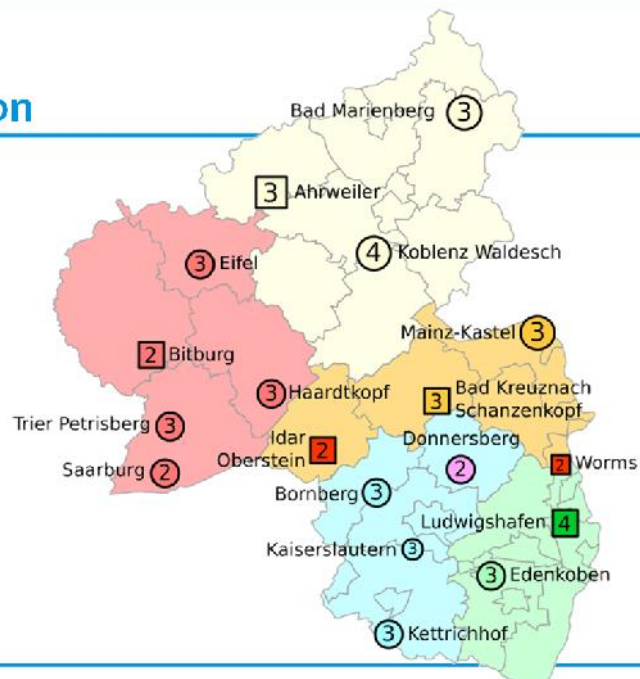 on
Bad Marienberg 3
3 Ahrweiler
4 Koblenz Waldesch
3 Eifel
Mainz-Kastel 3
2 Bitburg
3 Haardtkopf
3 Bad Kreuznach
Schanzenkopf
Trier Petrisberg 3
Idar
Oberstein 2
Donnersberg
2
2 Worms
Saarburg 2
Bornberg 3
Ludwigshafen 4
Kaiserslautern 3
3 Edenkoben
3 Kettrichhof